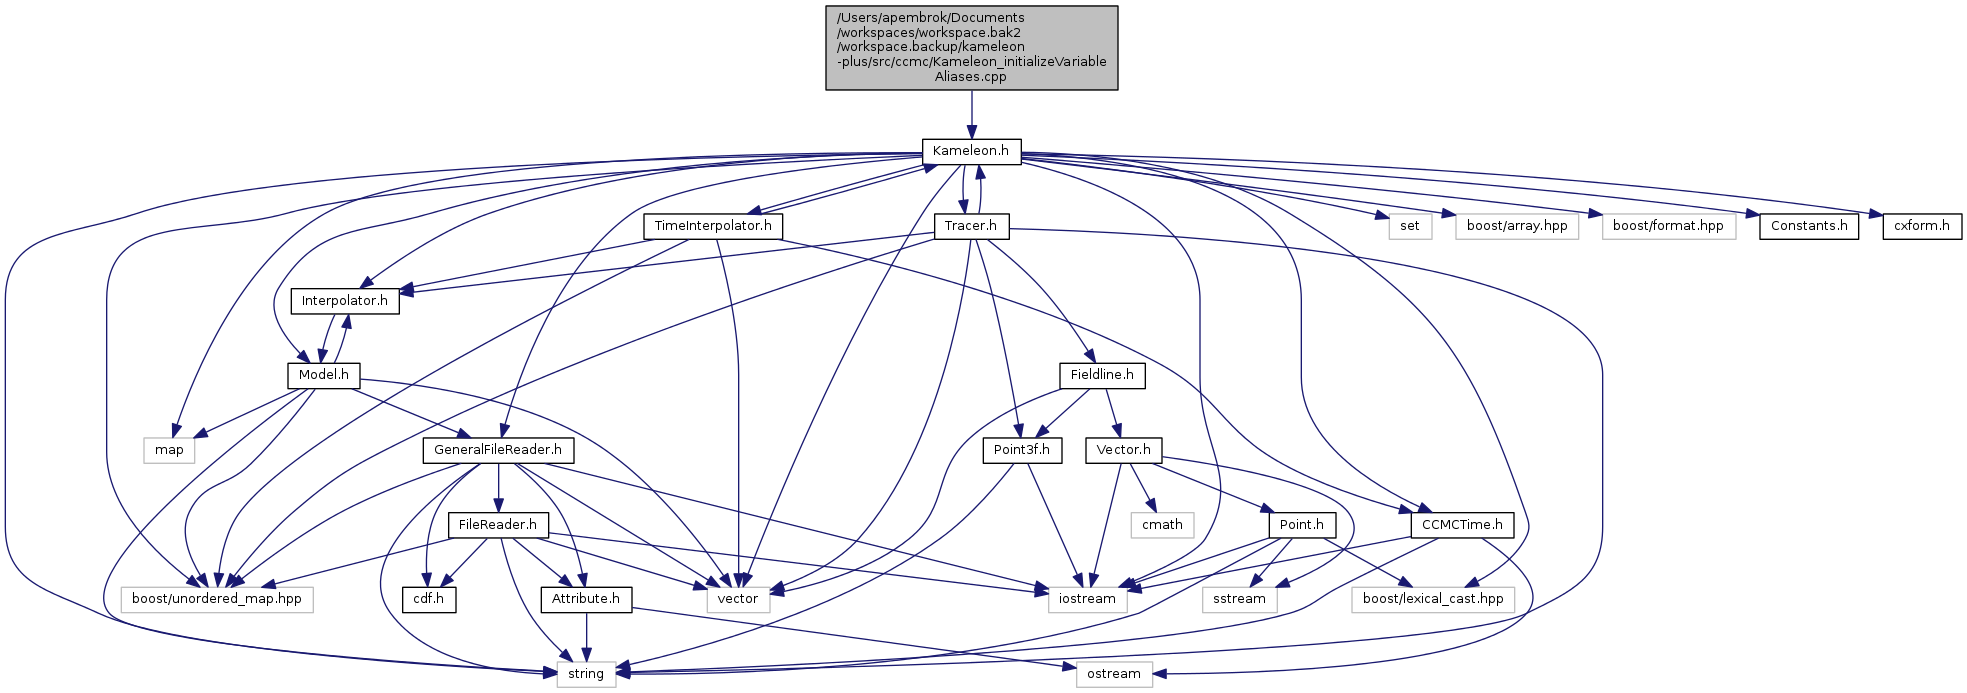 /Users/apembrok/Documents
/workspaces/workspace.bak2
/workspace.backup/kameleon
-plus/src/ccmc/Kameleon_initializeVariable
Aliases.cpp
Kameleon.h
TimeInterpolator.h
Tracer.h
set
boost/array.hpp
boost/format.hpp
Constants.h
cxform.h
Interpolator.h
Model.h
Fieldline.h
map
GeneralFileReader.h
Point3f.h
Vector.h
FileReader.h
cmath
Point.h
CCMCTime.h
boost/unordered_map.hpp
cdf.h
Attribute.h
vector
iostream
sstream
boost/lexical_cast.hpp
string
ostream